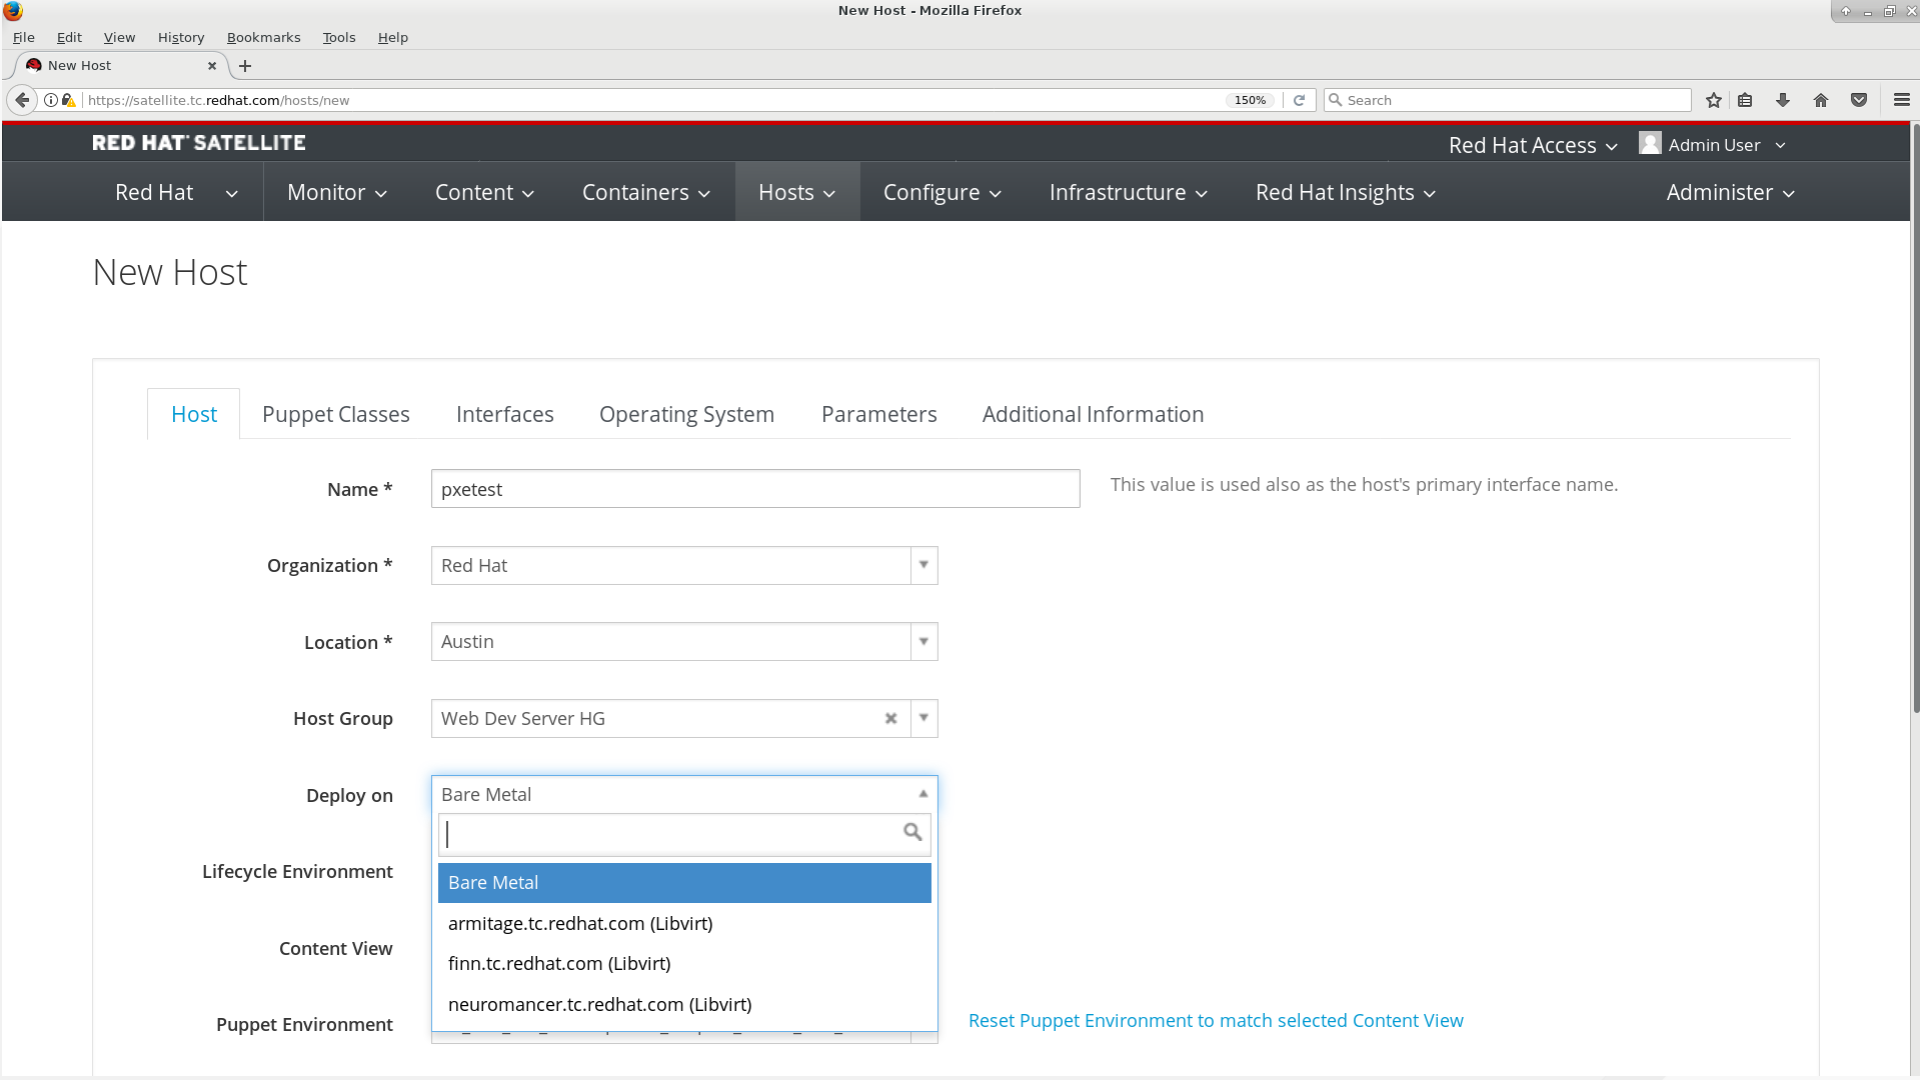 New Host - Mozilla Firefox
File Edit View History Bookmarks Tools Help
New Host
https://satellite.tc.redhat.com/hosts/new 150% Search
RED HAT SATELLITE Red Hat Access Admin User
Red Hat Monitor Content Containers Hosts Configure Infrastructure Red Hat Insights Administer
New Host
Host Puppet Classes Interfaces Operating System Parameters Additional Information
Name * pxetest This value is used also as the host's primary interface name.
Organization * Red Hat
Location * Austin
Host Group Web Dev Server HG
Deploy on Bare Metal
Lifecycle Environment
Bare Metal
armitage.tc.redhat.com (Libvirt)
Content View
finn.tc.redhat.com (Libvirt)
neuromancer.tc.redhat.com (Libvirt)
Puppet Environment Reset Puppet Environment to match selected Content View